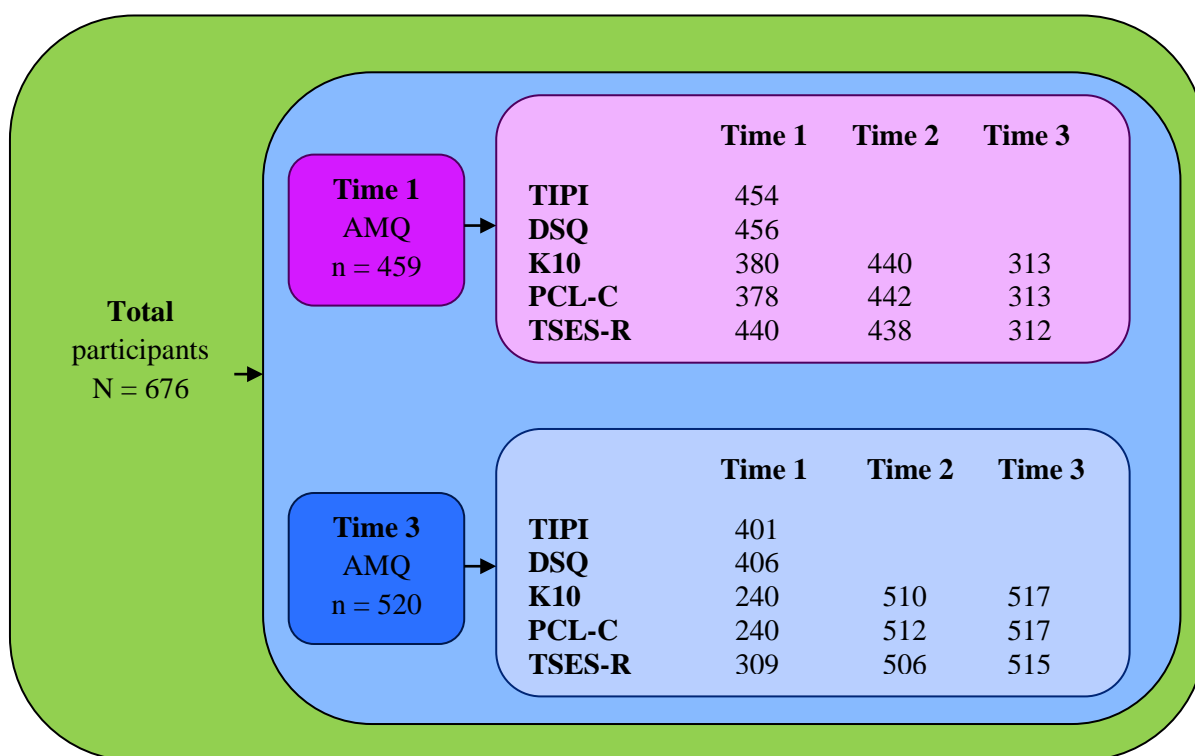 Total
participants
N = 676
Time 1
AMQ
n = 459
Time 1 Time 2 Time 3
TIPI 454
DSQ 456
K10 380 440 313
PCL-C 378 442 313
TSES-R 440 438 312
Time 3
AMQ
n = 520
Time 1 Time 2 Time 3
TIPI 401
DSQ 406
K10 240 510 517
PCL-C 240 512 517
TSES-R 309 506 515